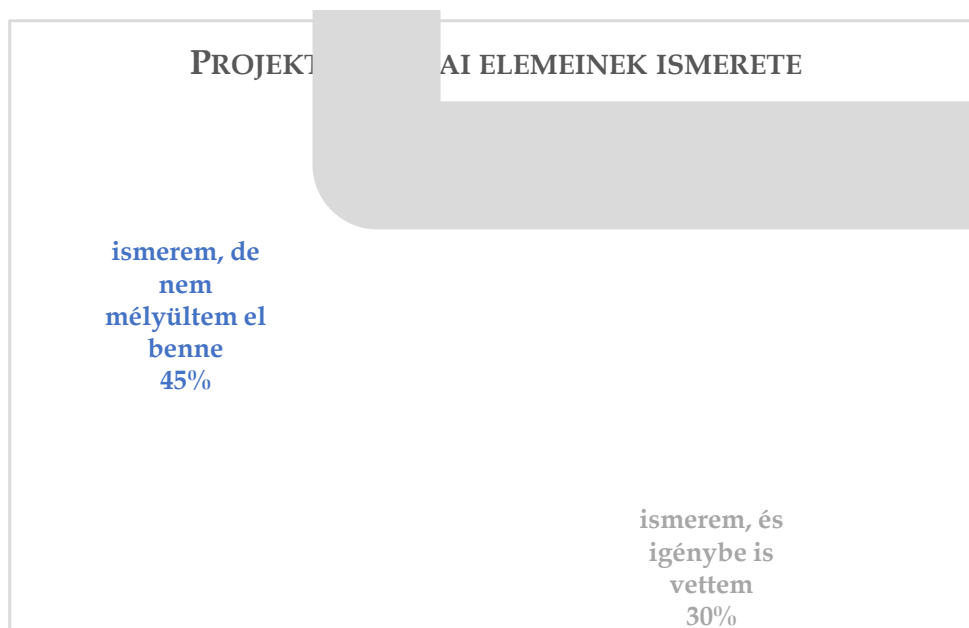 PROJEKT AI ELEMEINEK ISMERETE
ismerem, de
nem
mélyültem el
benne
45%
ismerem, és
igénybe is
vettem
30%